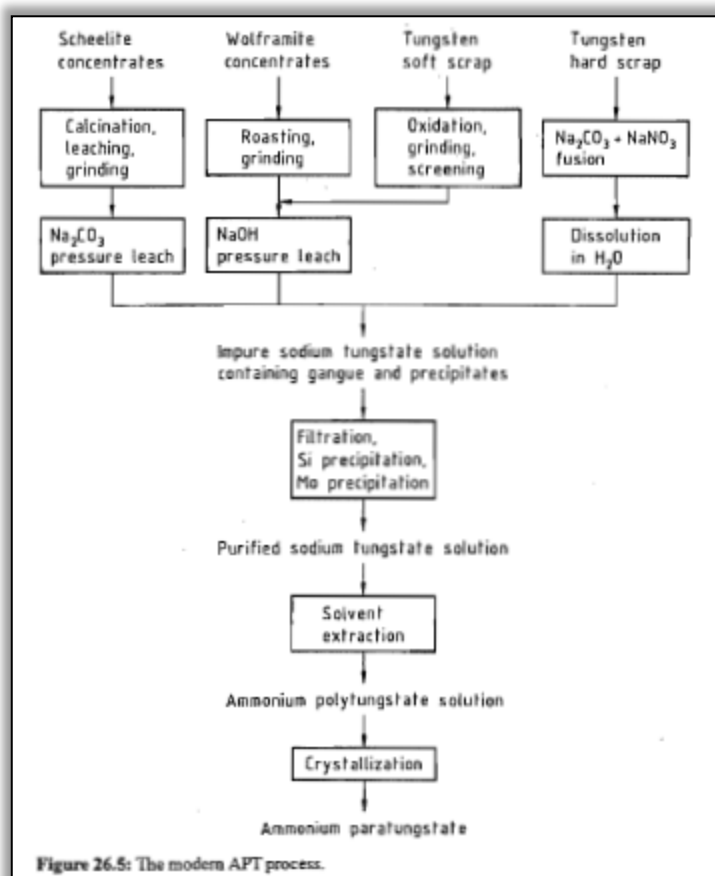 Scheelite
concentrates
Wolframite
concentrates
Tungsten
soft scrap
Tungsten
hard scrap
Calcination,
leaching,
grinding
Roasting,
grinding
Oxidation,
grinding,
screening
Na₂CO₃ + NaNO₃
fusion
Na₂CO₃
pressure leach
NaOH
pressure leach
Dissolution
in H₂O
Impure sodium tungstate solution
containing gangue and precipitates
Filtration,
Si precipitation,
Mo precipitation
Purified sodium tungstate solution
Solvent
extraction
Ammonium polytungstate solution
Crystallization
Ammonium paratungstate
Figure 26.5: The modern APT process.